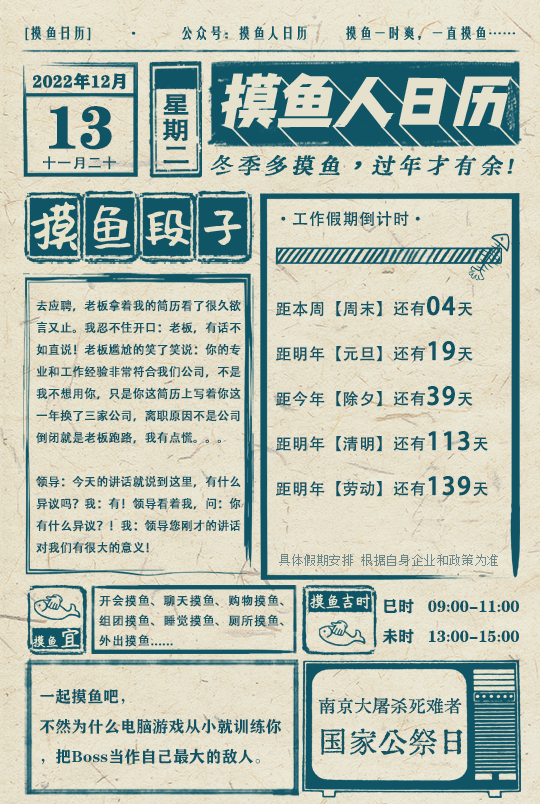 [摸鱼日历] · 公众号：摸鱼人日历 摸鱼一时爽，一直摸鱼……
2022年12月
13
十一月二十
星期二
摸鱼人日历
冬季多摸鱼，过年才有余！
摸鱼段子
去应聘，老板拿着我的简历看了很久欲
言又止。我忍不住开口：老板，有话不
如直说！老板尴尬的笑了笑说：你的专
业和工作经验非常符合我们公司，不是
我不想用你，只是你这简历上写着你这
一年换了三家公司，离职原因不是公司
倒闭就是老板跑路，我有点慌。。。
领导：今天的讲话就说到这里，有什么
异议吗？我：有！领导看着我，问：你
有什么异议？！我：领导您刚才的讲话
对我们有很大的意义！
·工作假期倒计时·
距本周【周末】还有04天
距明年【元旦】还有19天
距今年【除夕】还有39天
距明年【清明】还有113天
距明年【劳动】还有139天
具体假期安排 根据自身企业和政策为准
摸鱼宜
开会摸鱼、聊天摸鱼、购物摸鱼、
组团摸鱼、睡觉摸鱼、厕所摸鱼、
外出摸鱼……
摸鱼吉时
巳时 09:00-11:00
未时 13:00-15:00
一起摸鱼吧，
不然为什么电脑游戏从小就训练你
，把Boss当作自己最大的敌人。
南京大屠杀死难者
国家公祭日